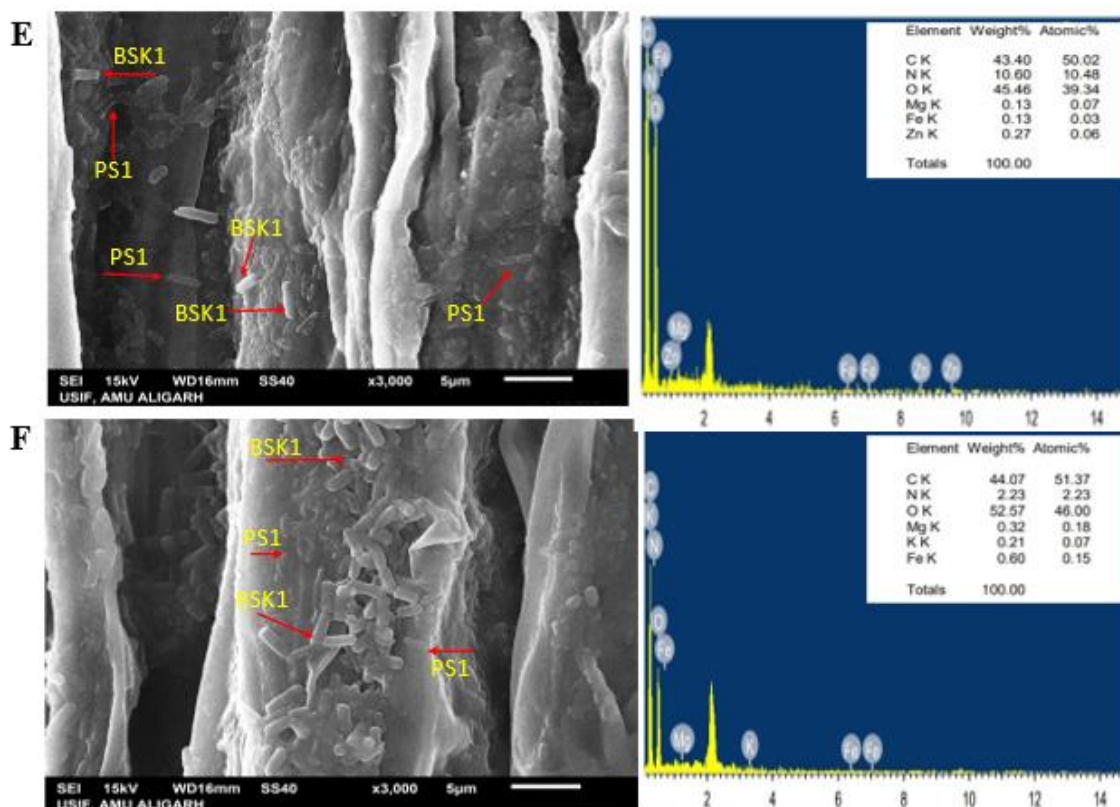 E
BSK1
PS1
PS1
BSK1
BSK1
PS1
SEI 15kV WD16mm SS40 x3,000 5µm
USIF, AMU ALIGARH
Element Weight% Atomic%
C K 43.40 50.02
N K 10.60 10.48
O K 45.46 39.34
Mg K 0.13 0.07
Fe K 0.13 0.03
Zn K 0.27 0.06
Totals 100.00
Fe
N
O
Mg
Zn
Fe Fe Zn Zn
2 4 6 8 10 12 14
F
BSK1
PS1
BSK1
PS1
SEI 15kV WD16mm SS40 x3,000 5µm
USIF, AMU ALIGARH
Element Weight% Atomic%
C K 44.07 51.37
N K 2.23 2.23
O K 52.57 46.00
Mg K 0.32 0.18
K K 0.21 0.07
Fe K 0.60 0.15
Totals 100.00
K
N
O
Fe
Mg K Fe Fe
2 4 6 8 10 12 14